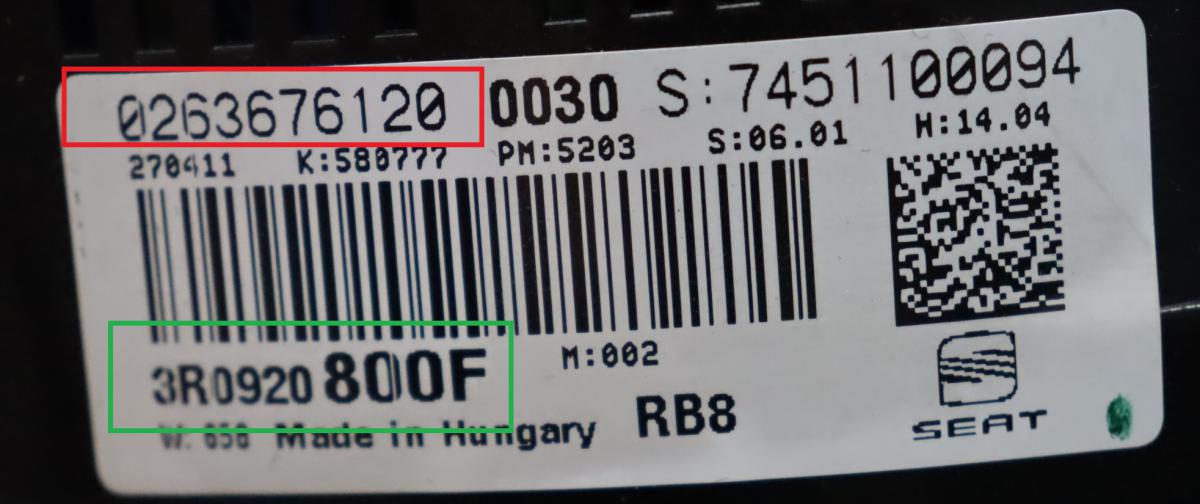 0263676120 0030 S:7451100094
270411 K:580777 PM:5203 S:06.01 H:14.04
3R0920 800F M:002
W: 050 Made in Hungary RB8
SEAT